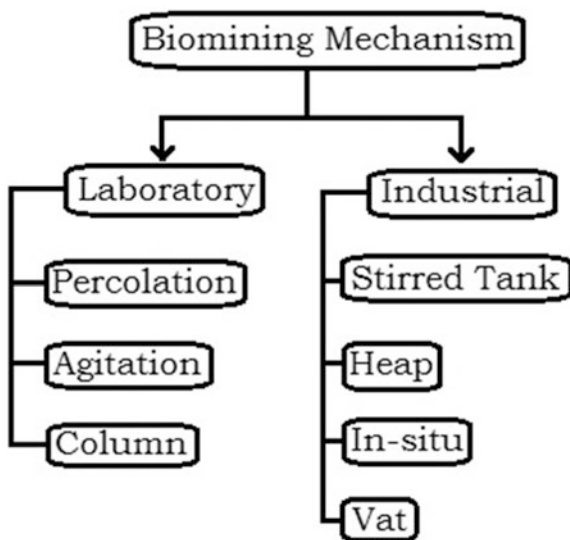 Biomining Mechanism
Laboratory
Percolation
Agitation
Column
Industrial
Stirred Tank
Heap
In-situ
Vat